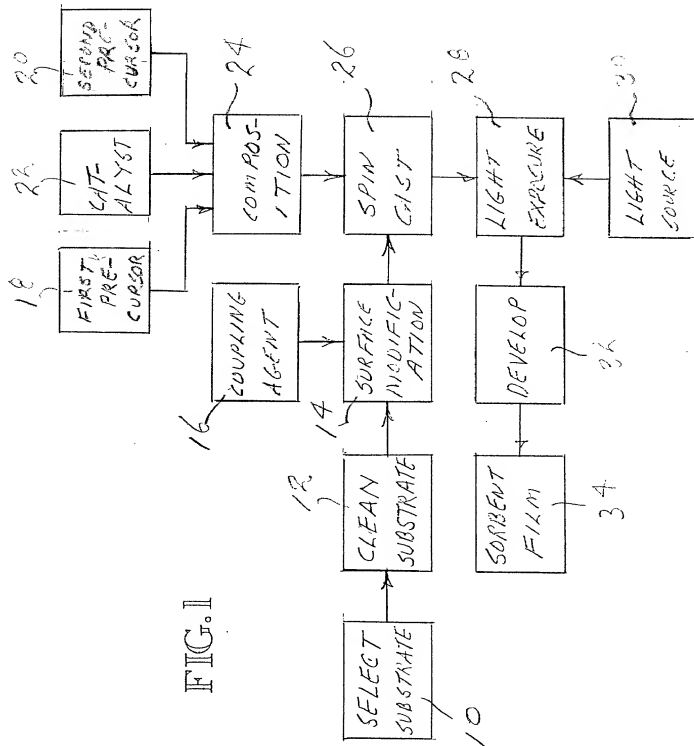 FIG.1
18
FIRST
PRE-
CURSOR
22
CAT-
ALYST
20
SECOND
PRE-
CURSOR
COMPOS-
ITION
24
16
COUPLING
AGENT
10
SELECT
SUBSTRATE
12
CLEAN
SUBSTRATE
14
SURFACE
MODIFIC-
ATION
SPIN
CAST
26
LIGHT
EXPOSURE
28
LIGHT
SOURCE
30
DEVELOP
32
SORBENT
FILM
34